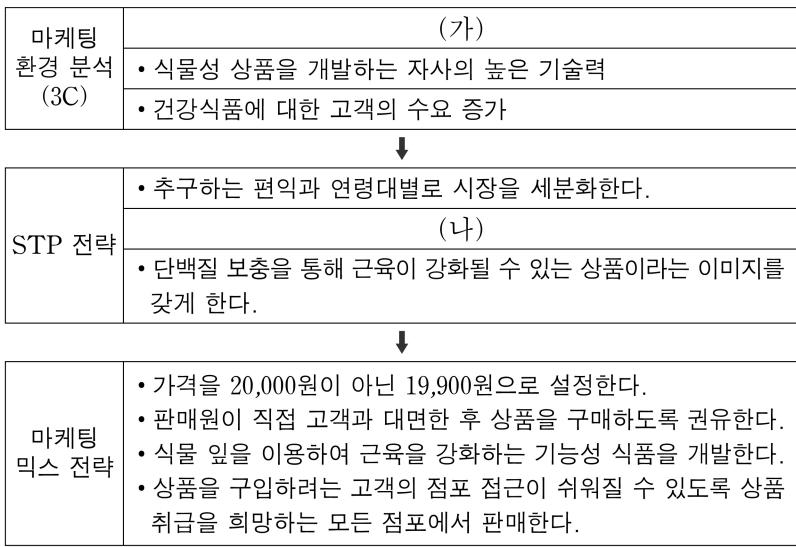 마케팅
환경 분석
(3C)
(가)
• 식물성 상품을 개발하는 자사의 높은 기술력
• 건강식품에 대한 고객의 수요 증가
STP 전략
• 추구하는 편익과 연령대별로 시장을 세분화한다.
(나)
• 단백질 보충을 통해 근육이 강화될 수 있는 상품이라는 이미지를
갖게 한다.
마케팅
믹스 전략
• 가격을 20,000원이 아닌 19,900원으로 설정한다.
• 판매원이 직접 고객과 대면한 후 상품을 구매하도록 권유한다.
• 식물 잎을 이용하여 근육을 강화하는 기능성 식품을 개발한다.
• 상품을 구입하려는 고객의 점포 접근이 쉬워질 수 있도록 상품
취급을 희망하는 모든 점포에서 판매한다.